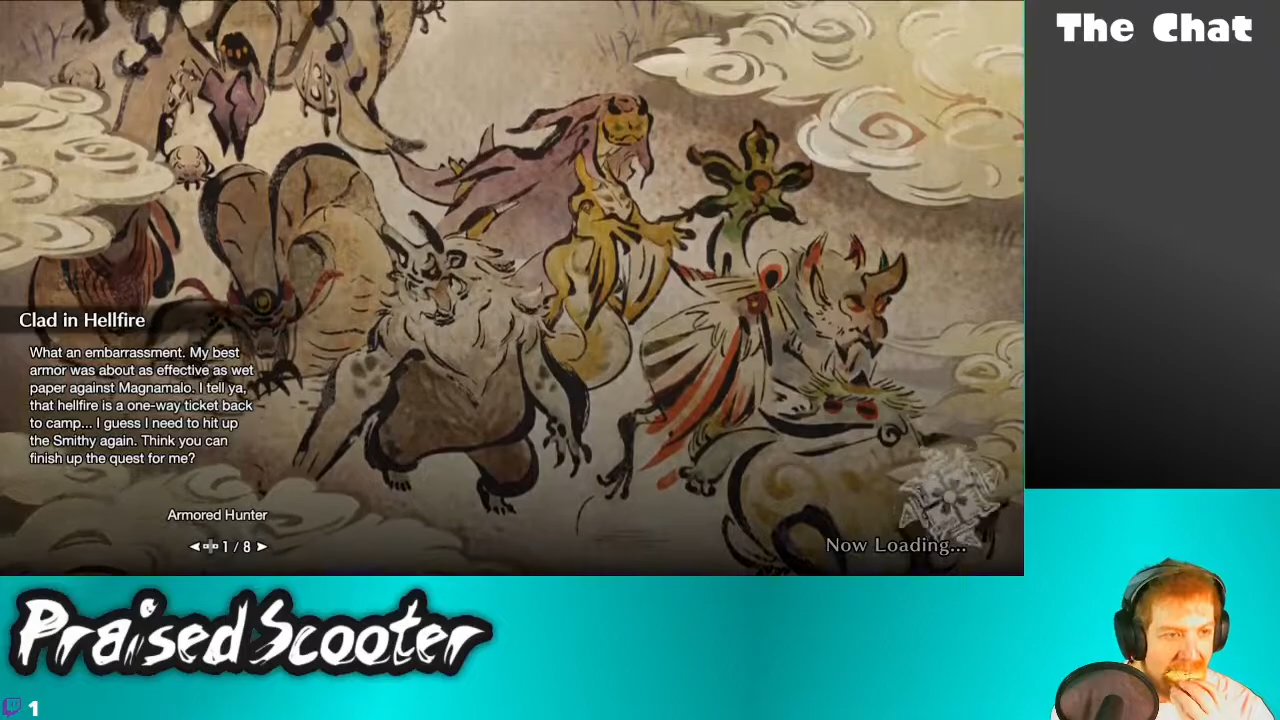 The Chat
Clad in Hellfire
What an embarrassment. My best
armor was about as effective as wet
paper against Magnamalo. I tell ya,
that hellfire is a one-way ticket back
to camp... I guess I need to hit up
the Smithy again. Think you can
finish up the quest for me?
Armored Hunter
1 / 8
Now Loading...
PraisedScooter
1